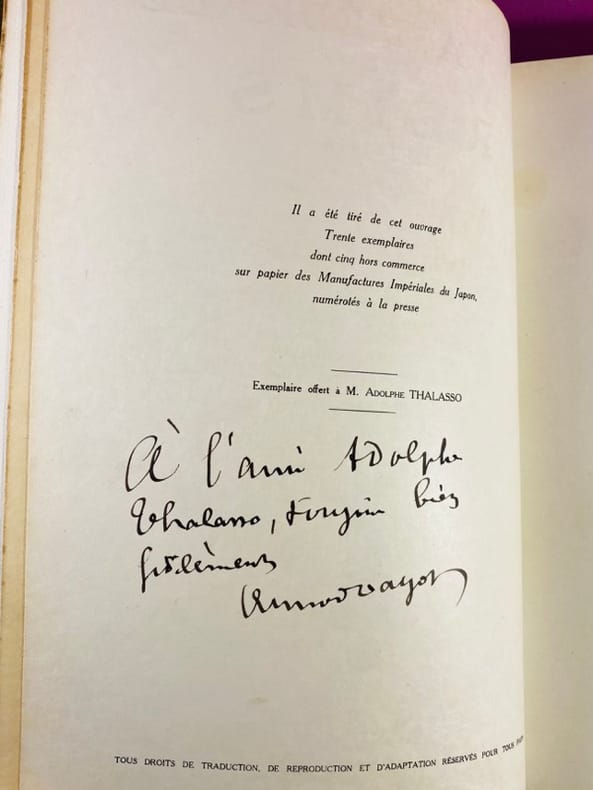 Il a été tiré de cet ouvrage
Trente exemplaires
dont cinq hors commerce
sur papier des Manufactures Impériales du Japon,
numérotés à la presse
Exemplaire offert à M. ADOLPHE THALASSO
À l'ami Adolphe
Thalasso, toujours bien
fidèlement
TOUS DROITS DE TRADUCTION, DE REPRODUCTION ET D'ADAPTATION RÉSERVÉS POUR TOUS